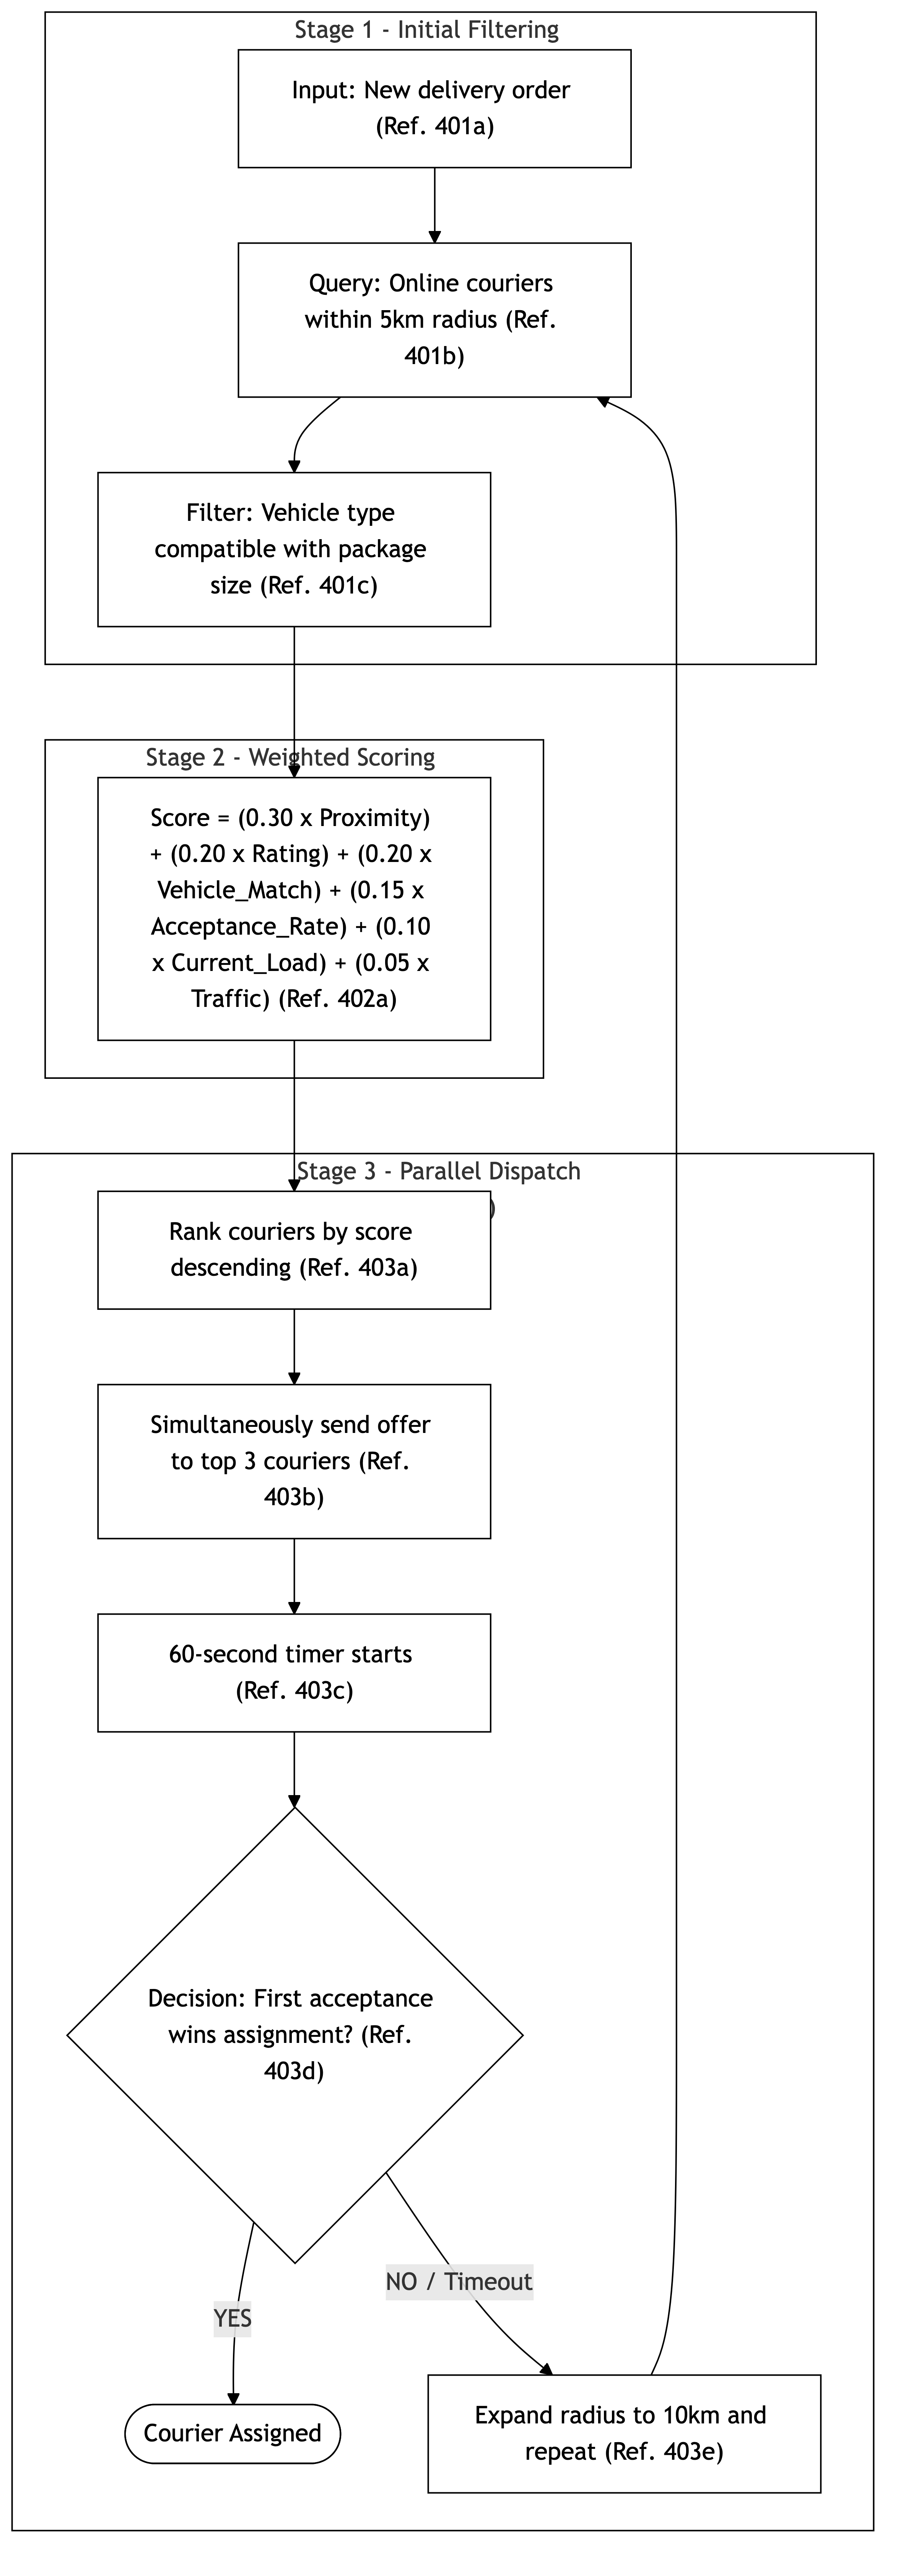 Stage 1 - Initial Filtering
Input: New delivery order
(Ref. 401a)
Query: Online couriers
within 5km radius (Ref.
401b)
Filter: Vehicle type
compatible with package
size (Ref. 401c)
Stage 2 - Weighted Scoring
Score = (0.30 x Proximity)
+ (0.20 x Rating) + (0.20 x
Vehicle_Match) + (0.15 x
Acceptance_Rate) + (0.10
x Current_Load) + (0.05 x
Traffic) (Ref. 402a)
Stage 3 - Parallel Dispatch
)
Rank couriers by score
descending (Ref. 403a)
Simultaneously send offer
to top 3 couriers (Ref.
403b)
60-second timer starts
(Ref. 403c)
Decision: First acceptance
wins assignment? (Ref.
403d)
NO / Timeout
YES
Expand radius to 10km and
repeat (Ref. 403e)
Courier Assigned